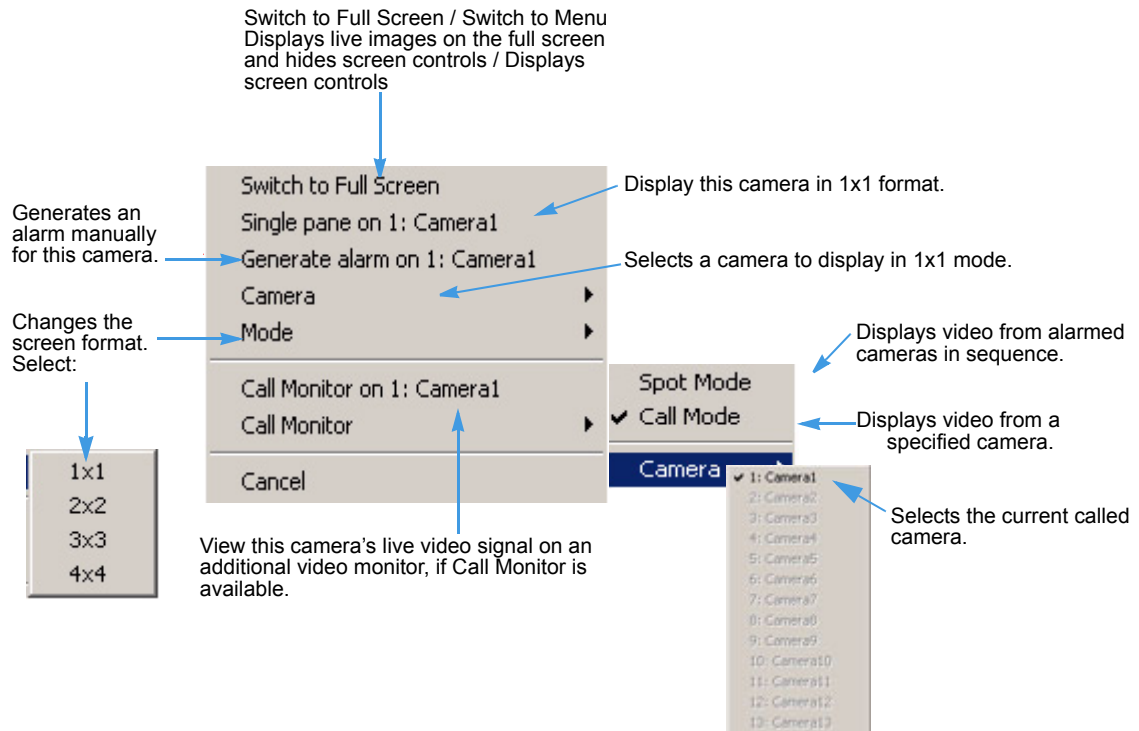 Switch to Full Screen / Switch to Menu
Displays live images on the full screen
and hides screen controls / Displays
screen controls
Switch to Full Screen
Single pane on 1: Camera1
Generate alarm on 1: Camera1
Camera
Mode
Call Monitor on 1: Camera1
Call Monitor
Cancel
Display this camera in 1x1 format.
Generates an
alarm manually
for this camera.
Selects a camera to display in 1x1 mode.
Changes the
screen format.
Select:
1x1
2x2
3x3
4x4
Displays video from alarmed
cameras in sequence.
Spot Mode
Call Mode
Camera
Displays video from a
specified camera.
1: Camera1
2: Camera2
3: Camera3
4: Camera4
5: Camera5
6: Camera6
7: Camera7
8: Camera8
9: Camera9
10: Camera10
11: Camera11
12: Camera12
13: Camera13
Selects the current called
camera.
View this camera's live video signal on an
additional video monitor, if Call Monitor is
available.